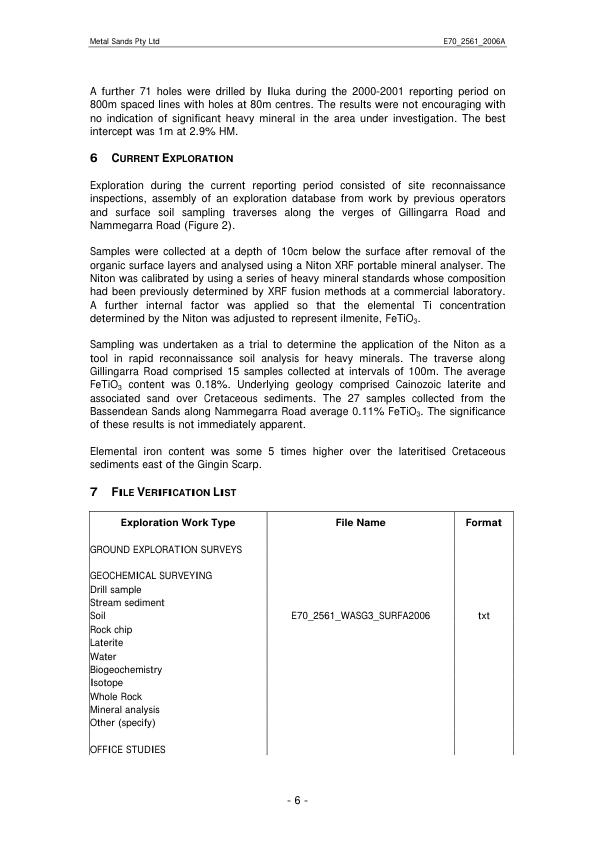 Metal Sands Pty Ltd E70_2561_2006A
A further 71 holes were drilled by Iluka during the 2000-2001 reporting period on
800m spaced lines with holes at 80m centres. The results were not encouraging with
no indication of significant heavy mineral in the area under investigation. The best
intercept was 1m at 2.9% HM.
6 CURRENT EXPLORATION
Exploration during the current reporting period consisted of site reconnaissance
inspections, assembly of an exploration database from work by previous operators
and surface soil sampling traverses along the verges of Gillingarra Road and
Nammegarra Road (Figure 2).
Samples were collected at a depth of 10cm below the surface after removal of the
organic surface layers and analysed using a Niton XRF portable mineral analyser. The
Niton was calibrated by using a series of heavy mineral standards whose composition
had been previously determined by XRF fusion methods at a commercial laboratory.
A further internal factor was applied so that the elemental Ti concentration
determined by the Niton was adjusted to represent ilmenite, FeTiO₃.
Sampling was undertaken as a trial to determine the application of the Niton as a
tool in rapid reconnaissance soil analysis for heavy minerals. The traverse along
Gillingarra Road comprised 15 samples collected at intervals of 100m. The average
FeTiO₃ content was 0.18%. Underlying geology comprised Cainozoic laterite and
associated sand over Cretaceous sediments. The 27 samples collected from the
Bassendean Sands along Nammegarra Road average 0.11% FeTiO₃. The significance
of these results is not immediately apparent.
Elemental iron content was some 5 times higher over the lateritised Cretaceous
sediments east of the Gingin Scarp.
7 FILE VERIFICATION LIST
Exploration Work Type File Name Format
GROUND EXPLORATION SURVEYS
GEOCHEMICAL SURVEYING
Drill sample
Stream sediment
Soil E70_2561_WASG3_SURFA2006 txt
Rock chip
Laterite
Water
Biogeochemistry
Isotope
Whole Rock
Mineral analysis
Other (specify)
OFFICE STUDIES
- 6 -